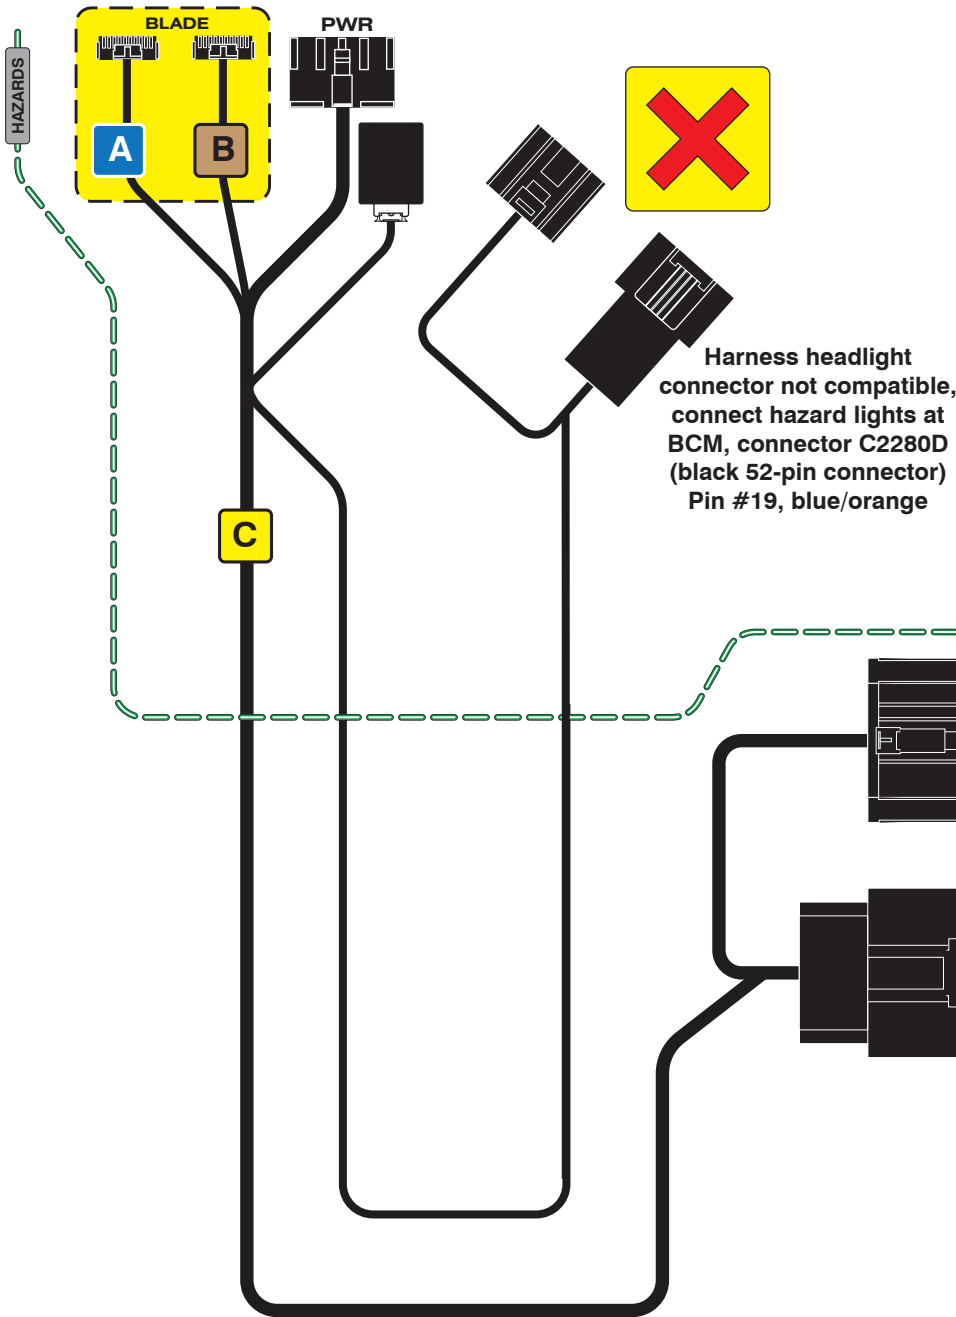 BLADE
PWR
HAZARDS
A
B
Harness headlight
connector not compatible,
connect hazard lights at
BCM, connector C2280D
(black 52-pin connector)
Pin #19, blue/orange
C